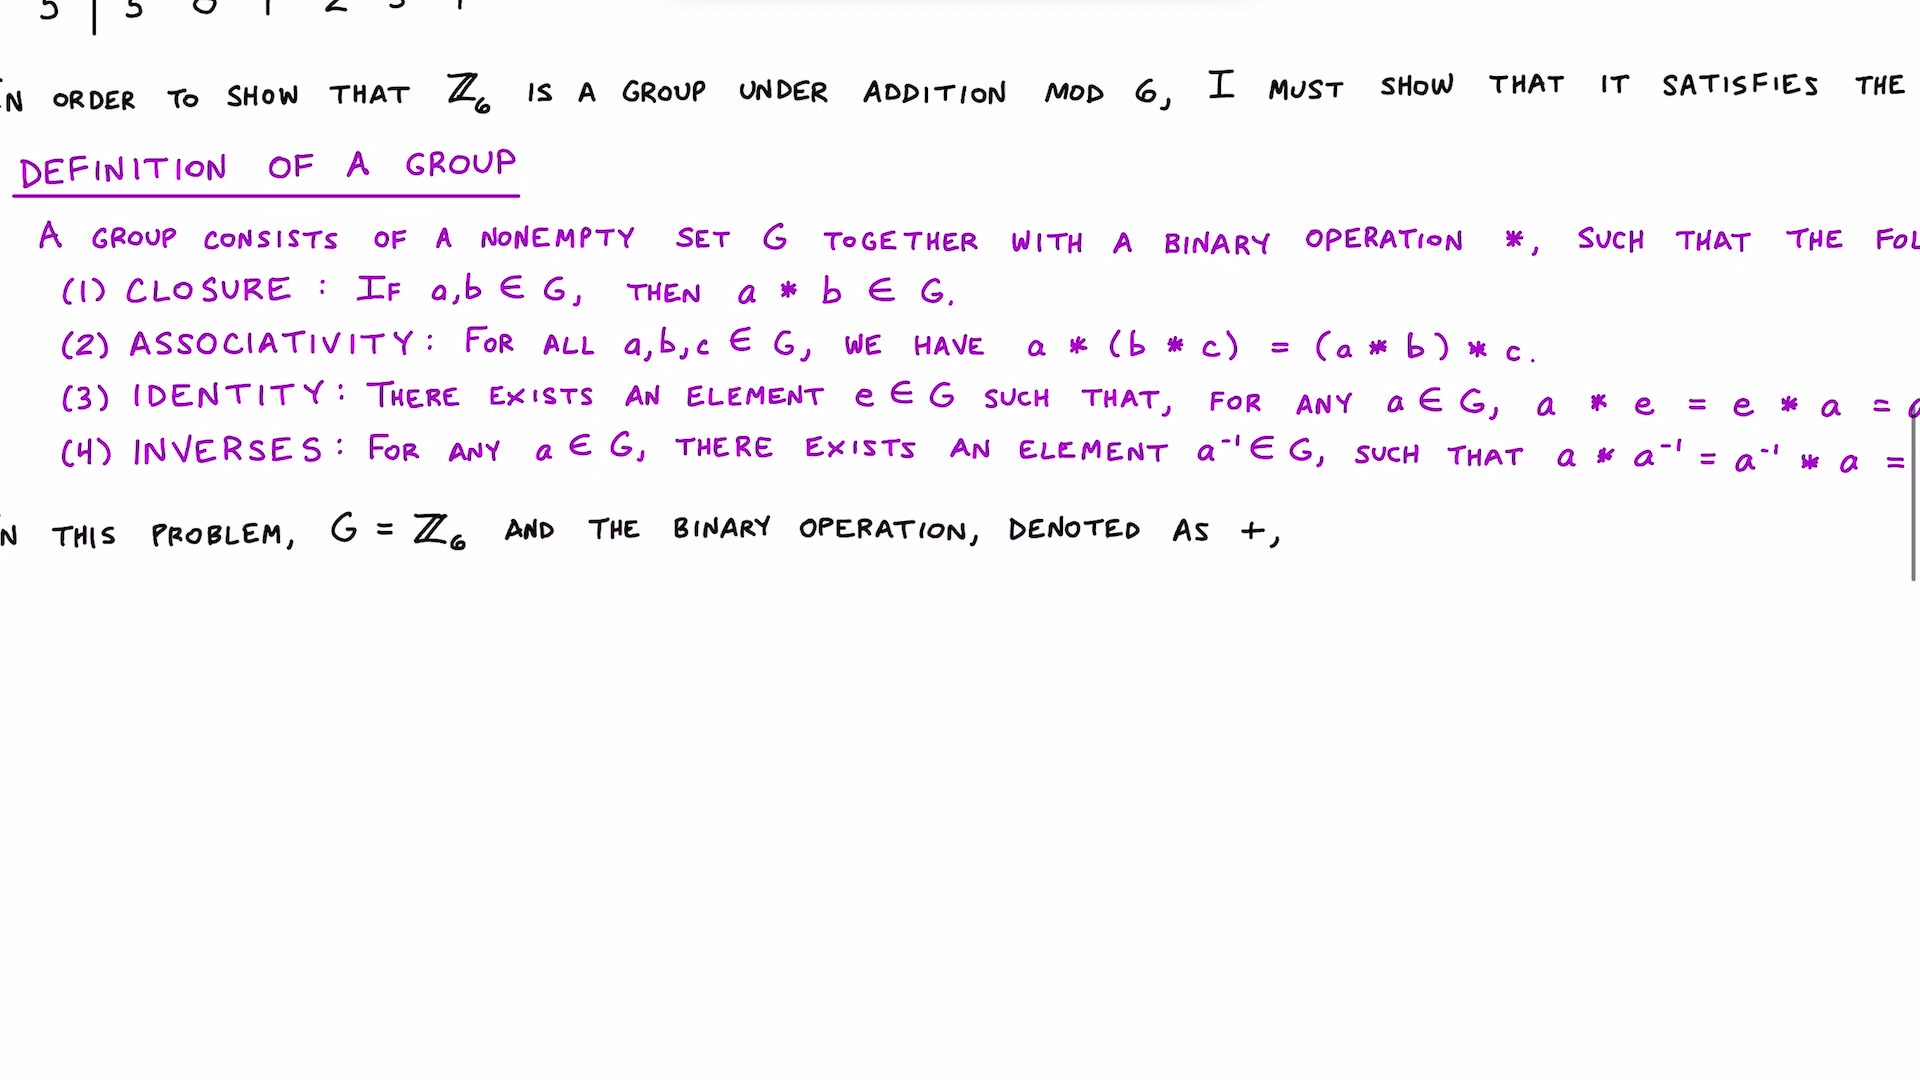 5 | 5 0 1 2 3 4
IN ORDER TO SHOW THAT ℤ₆ IS A GROUP UNDER ADDITION MOD 6, I MUST SHOW THAT IT SATISFIES THE
DEFINITION OF A GROUP
A GROUP CONSISTS OF A NONEMPTY SET G TOGETHER WITH A BINARY OPERATION *, SUCH THAT THE
(1) CLOSURE : IF a,b ∈ G, THEN a * b ∈ G.
(2) ASSOCIATIVITY: FOR ALL a,b,c ∈ G, WE HAVE a * (b * c) = (a * b) * c.
(3) IDENTITY: THERE EXISTS AN ELEMENT e ∈ G SUCH THAT, FOR ANY a ∈ G, a * e = e * a = a
(4) INVERSES: FOR ANY a ∈ G, THERE EXISTS AN ELEMENT a⁻¹ ∈ G, SUCH THAT a * a⁻¹ = a⁻¹ * a =
IN THIS PROBLEM, G = ℤ₆ AND THE BINARY OPERATION, DENOTED AS +,